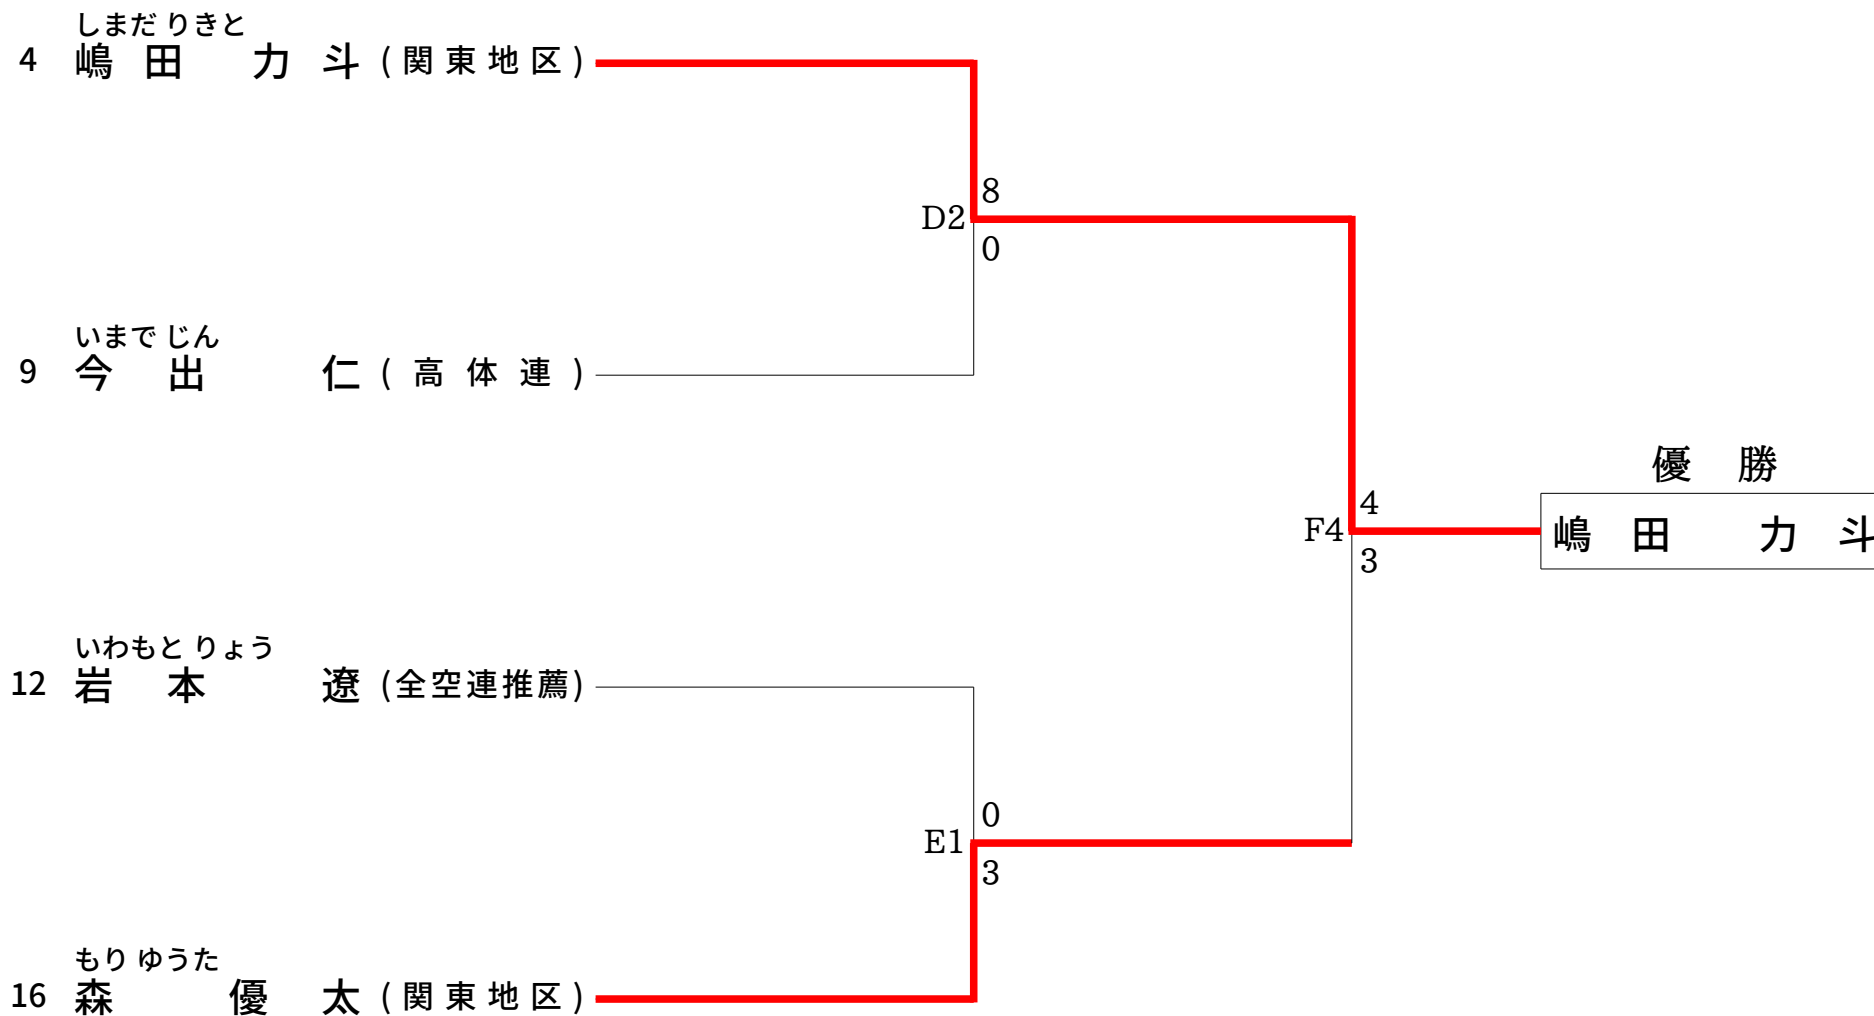 しまだ りきと
4 嶋田 力斗 (関東地区)
8
D2
0
いまで じん
9 今出 仁 (高体連)
優勝
4
F4 嶋田 力斗
3
いわもと りょう
12 岩本 遼 (全空連推薦)
0
E1
3
もり ゆうた
16 森 優太 (関東地区)